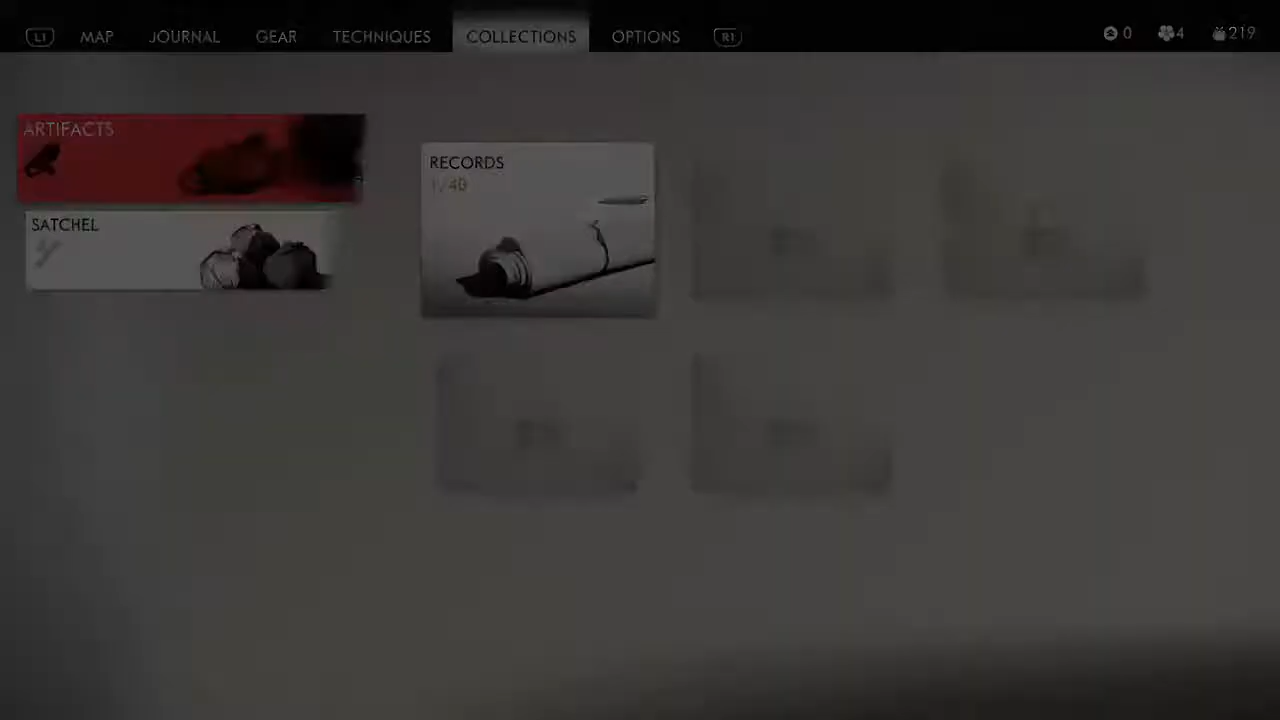 L1 MAP JOURNAL GEAR TECHNIQUES COLLECTIONS OPTIONS R1 0 4 219
ARTIFACTS
RECORDS
1/40
SATCHEL